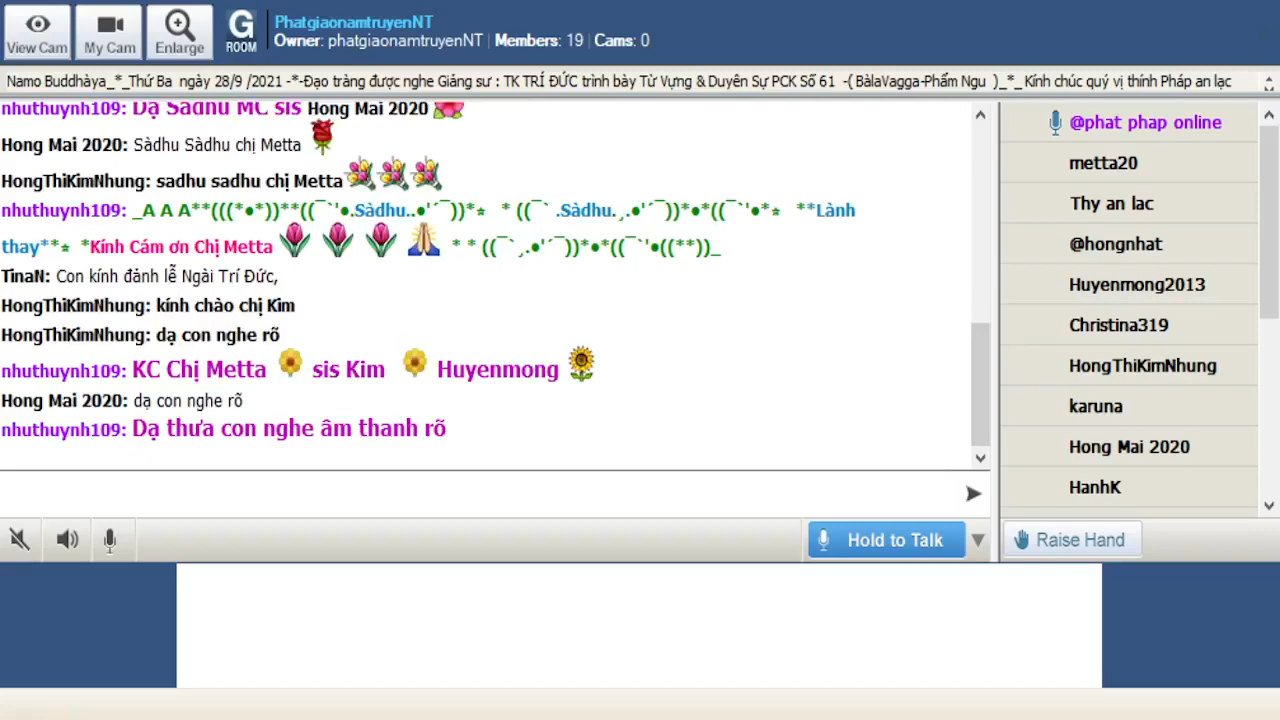 View Cam
My Cam
Enlarge
G
ROOM
PhatgiaonamtruyenNT
Owner: phatgiaonamtruyenNT | Members: 19 | Cams: 0
Namo Buddhàya_*_Thứ Ba ngày 28/9 /2021 -*-Đạo tràng được nghe Giảng sư : TK TRÍ ĐỨC trình bày Từ Vựng & Duyên Sự PCK Số 61 -( BàlaVagga-Phẩm Ngu )_*_ Kính chúc quý vị thính Pháp an lạc
nhuthuynh109: Dạ Sadhu MC sis Hong Mai 2020
Hong Mai 2020: Sàdhu Sàdhu chị Metta
HongThiKimNhung: sadhu sadhu chị Metta
nhuthuynh109: _A A A**(((*•*))**((¯`'•.Sàdhu..•'´¯))*⋆ * ((¯` .Sàdhu.¸.•'´¯))*•*((¯`'•*⋆ **Lành
thay**⋆ *Kính Cám ơn Chị Metta * * ((¯`¸.•'´¯))*•*((¯`'•((**))_
TinaN: Con kính đảnh lễ Ngài Trí Đức,
HongThiKimNhung: kính chào chị Kim
HongThiKimNhung: dạ con nghe rõ
nhuthuynh109: KC Chị Metta sis Kim Huyenmong
Hong Mai 2020: dạ con nghe rõ
nhuthuynh109: Dạ thưa con nghe âm thanh rõ
Hold to Talk
@phat phap online
metta20
Thy an lac
@hongnhat
Huyenmong2013
Christina319
HongThiKimNhung
karuna
Hong Mai 2020
HanhK
Raise Hand